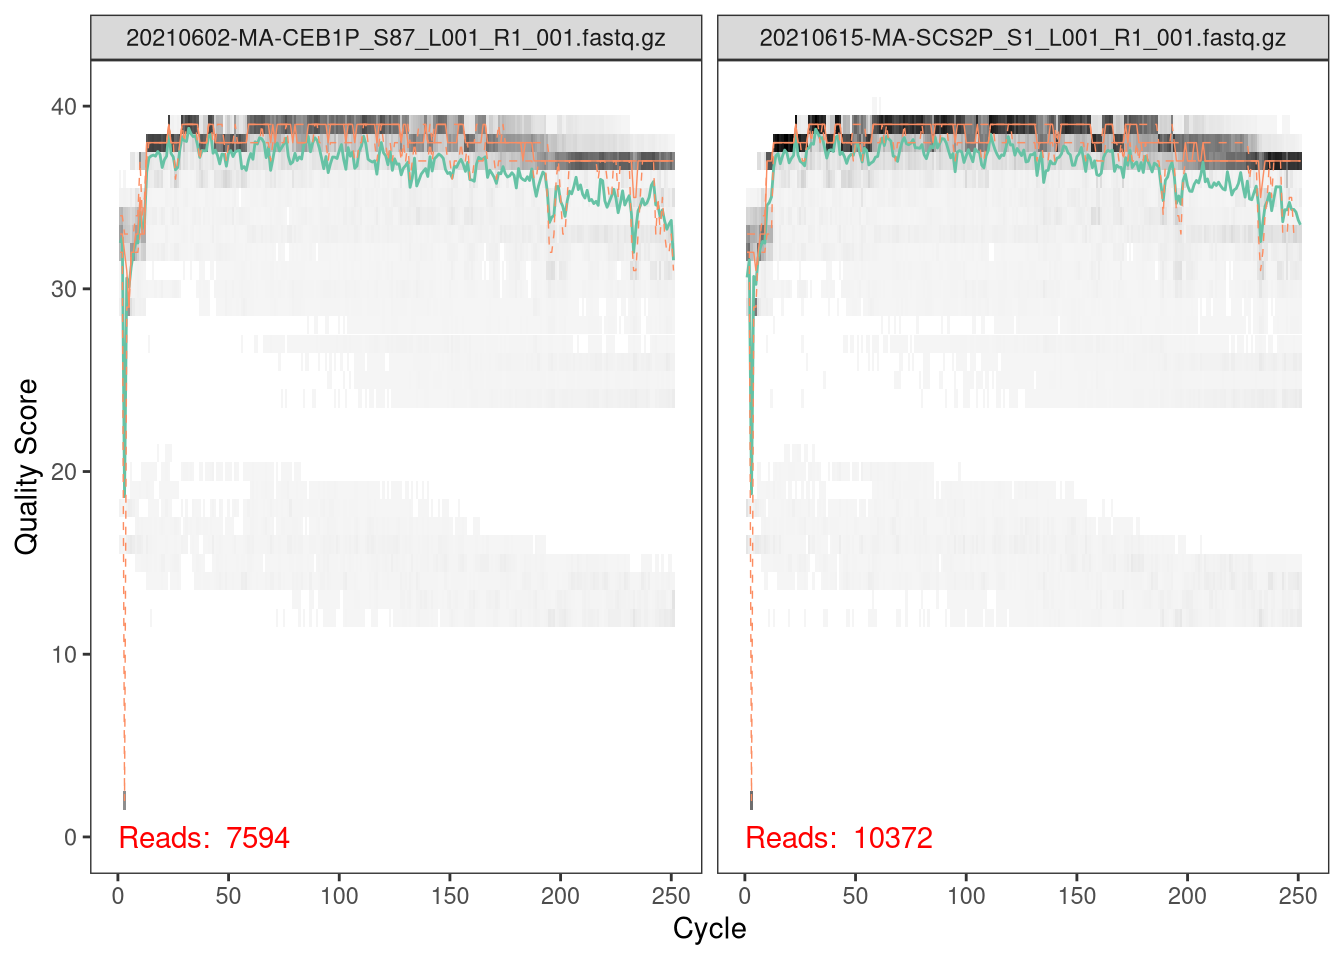 20210602-MA-CEB1P_S87_L001_R1_001.fastq.gz
20210615-MA-SCS2P_S1_L001_R1_001.fastq.gz
Quality Score
40
30
20
10
0
Reads: 7594
Reads: 10372
0 50 100 150 200 250
0 50 100 150 200 250
Cycle